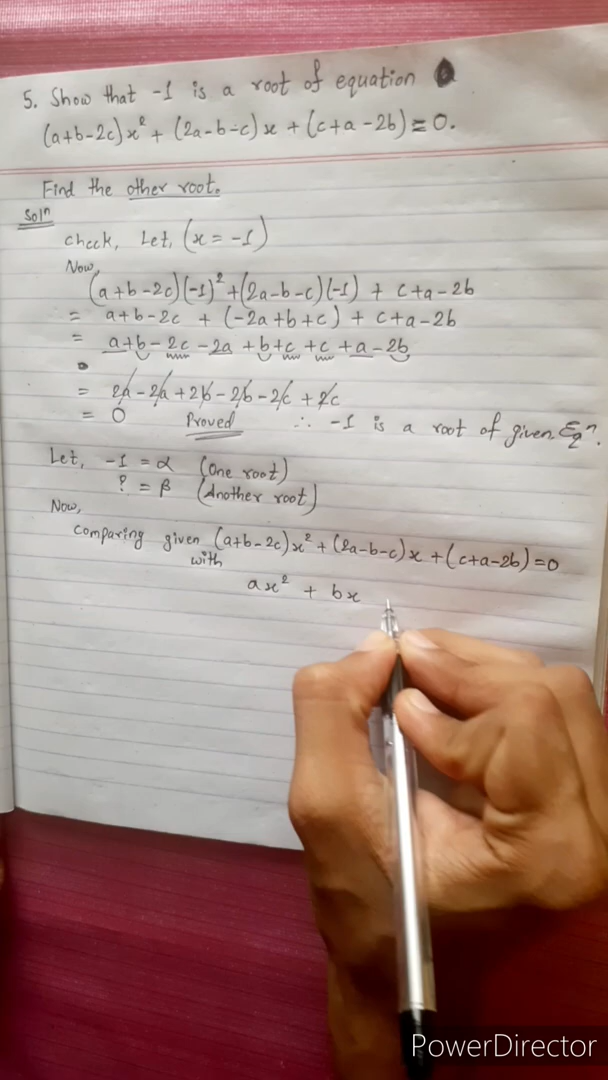 5. Show that -1 is a root of equation
(a+b-2c)x² + (2a-b-c)x + (c+a-2b) = 0.
Find the other root.
Solⁿ
check, Let, (x = -1)
Now,
(a+b-2c)(-1)² + (2a-b-c)(-1) + c+a-2b
= a+b-2c + (-2a+b+c) + c+a-2b
= a+b-2c-2a+b+c+c+a-2b
= 2a-2a+2b-2b-2c+2c
= 0 Proved ∴ -1 is a root of given Eqⁿ.
Let, -1 = α (One root)
? = β (Another root)
Now,
comparing given (a+b-2c)x² + (2a-b-c)x + (c+a-2b) = 0
with
ax² + bx
PowerDirector